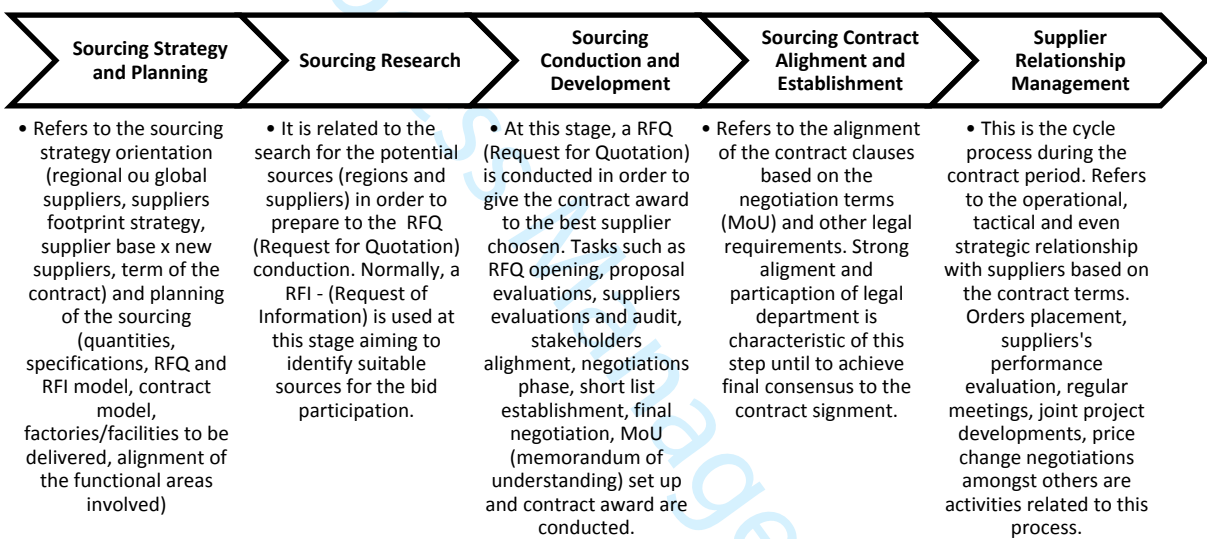 Sourcing Strategy
and Planning
Sourcing Research
Sourcing
Conduction and
Development
Sourcing Contract
Alighment and
Establishment
Supplier
Relationship
Management
• Refers to the sourcing
strategy orientation
(regional ou global
suppliers, suppliers
footprint strategy,
supplier base x new
suppliers, term of the
contract) and planning
of the sourcing
(quantities,
specifications, RFQ and
RFI model, contract
model,
factories/facilities to be
delivered, alignment of
the functional areas
involved)
• It is related to the
search for the potential
sources (regions and
suppliers) in order to
prepare to the RFQ
(Request for Quotation)
conduction. Normally, a
RFI - (Request of
Information) is used at
this stage aiming to
identify suitable
sources for the bid
participation.
• At this stage, a RFQ
(Request for Quotation)
is conducted in order to
give the contract award
to the best supplier
choosen. Tasks such as
RFQ opening, proposal
evaluations, suppliers
evaluations and audit,
stakeholders
alighment, negotiations
phase, short list
establishment, final
negotiation, MoU
(memorandum of
understanding) set up
and contract award are
conducted.
• Refers to the alignment
of the contract clauses
based on the
negotiation terms
(MoU) and other legal
requirements. Strong
aligment and
particaption of legal
department is
characteristic of this
step until to achieve
final consensus to the
contract signment.
• This is the cycle
process during the
contract period. Refers
to the operational,
tactical and even
strategic relationship
with suppliers based on
the contract terms.
Orders placement,
suppliers's
performance
evaluation, regular
meetings, joint project
developments, price
change negotiations
amongst others are
activities related to this
process.